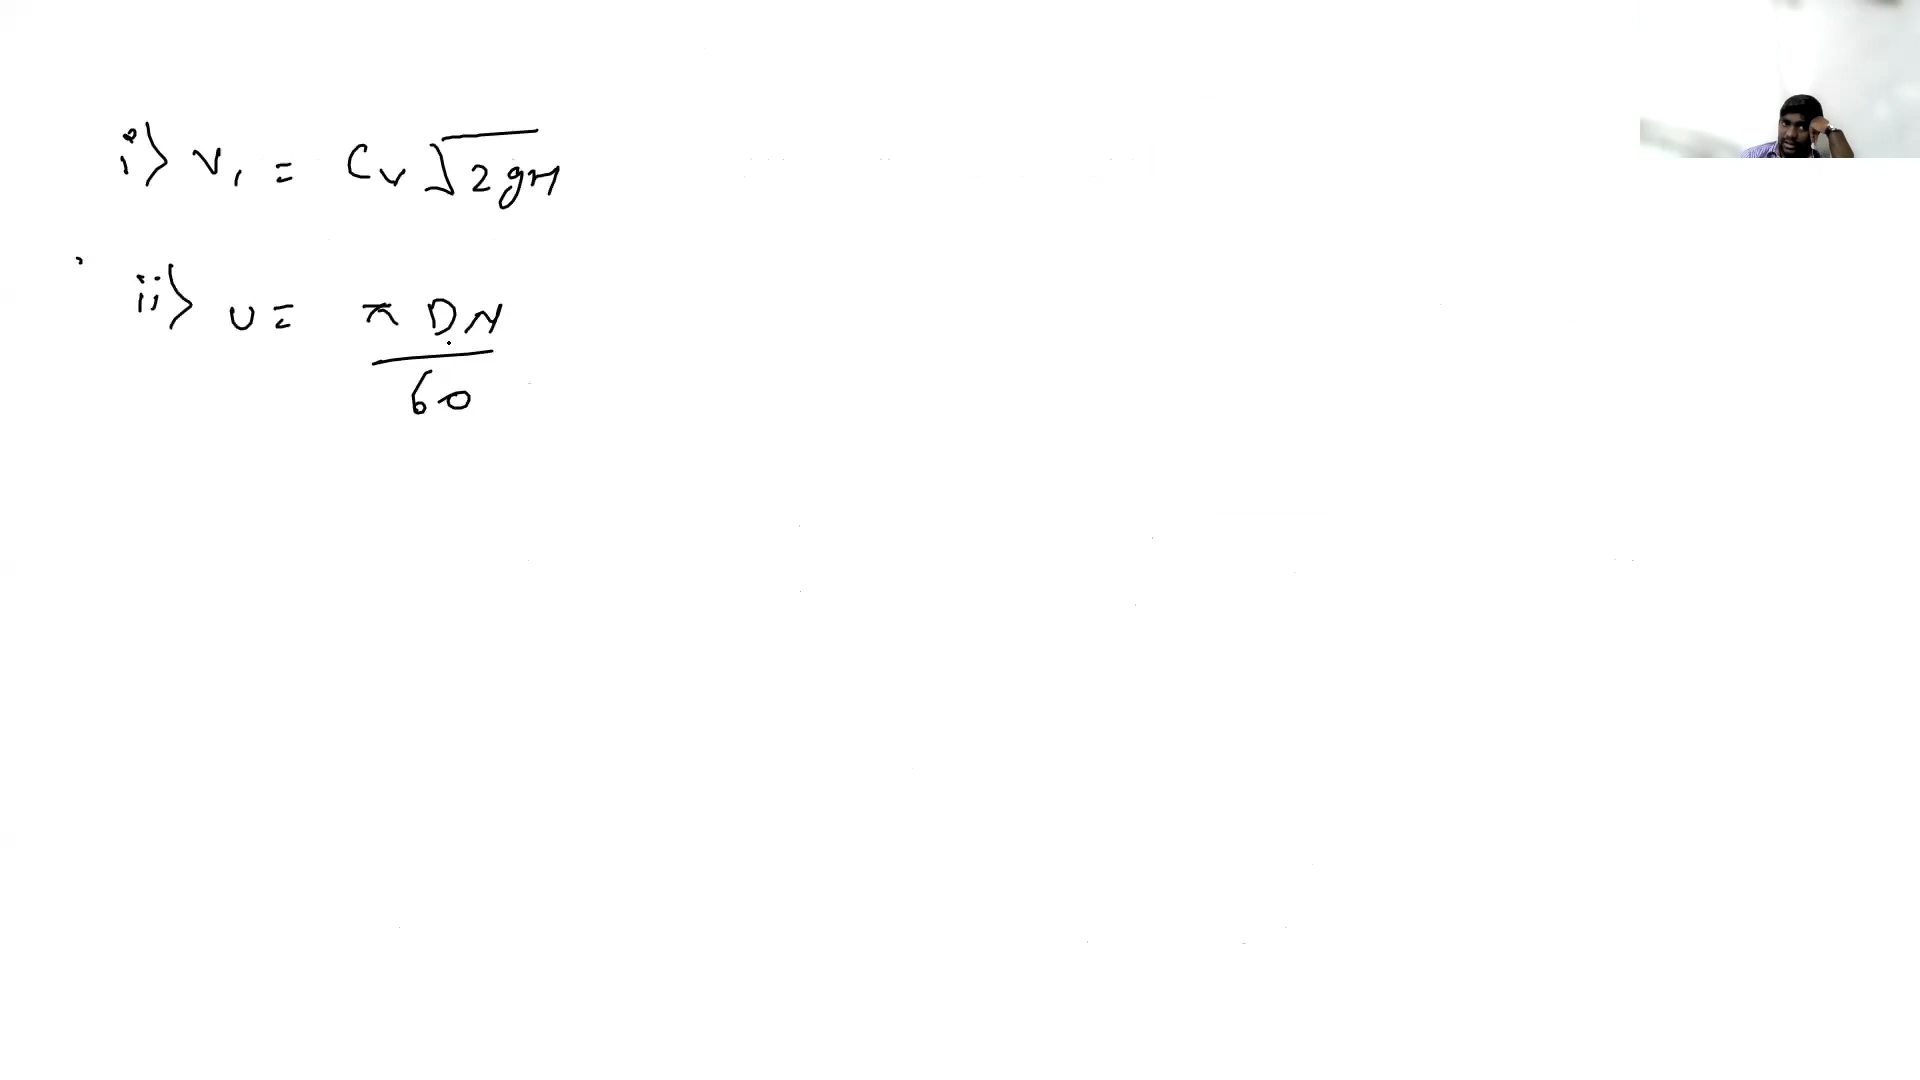 i) V₁ = Cv √2gH
ii) u = πDN / 60